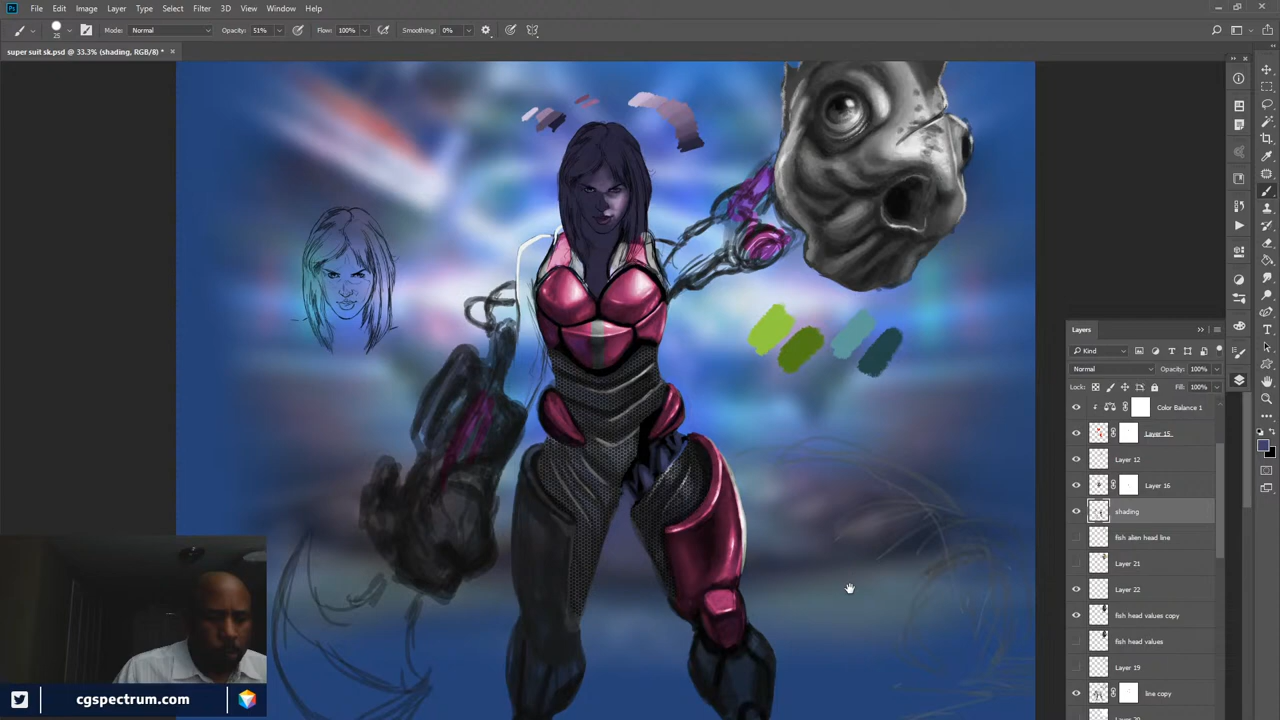 File Edit Image Layer Type Select Filter 3D View Window Help
25 Mode: Normal Opacity: 51% Flow: 100% Smoothing: 0%
super suit sk.psd @ 33.3% (shading, RGB/8) *
Layers
Kind
Normal Opacity: 100%
Lock: Fill: 100%
Color Balance 1
Layer 15
Layer 12
Layer 16
shading
fish alien head line
Layer 21
Layer 22
fish head values copy
fish head values
Layer 19
line copy
Layer 20
cgspectrum.com